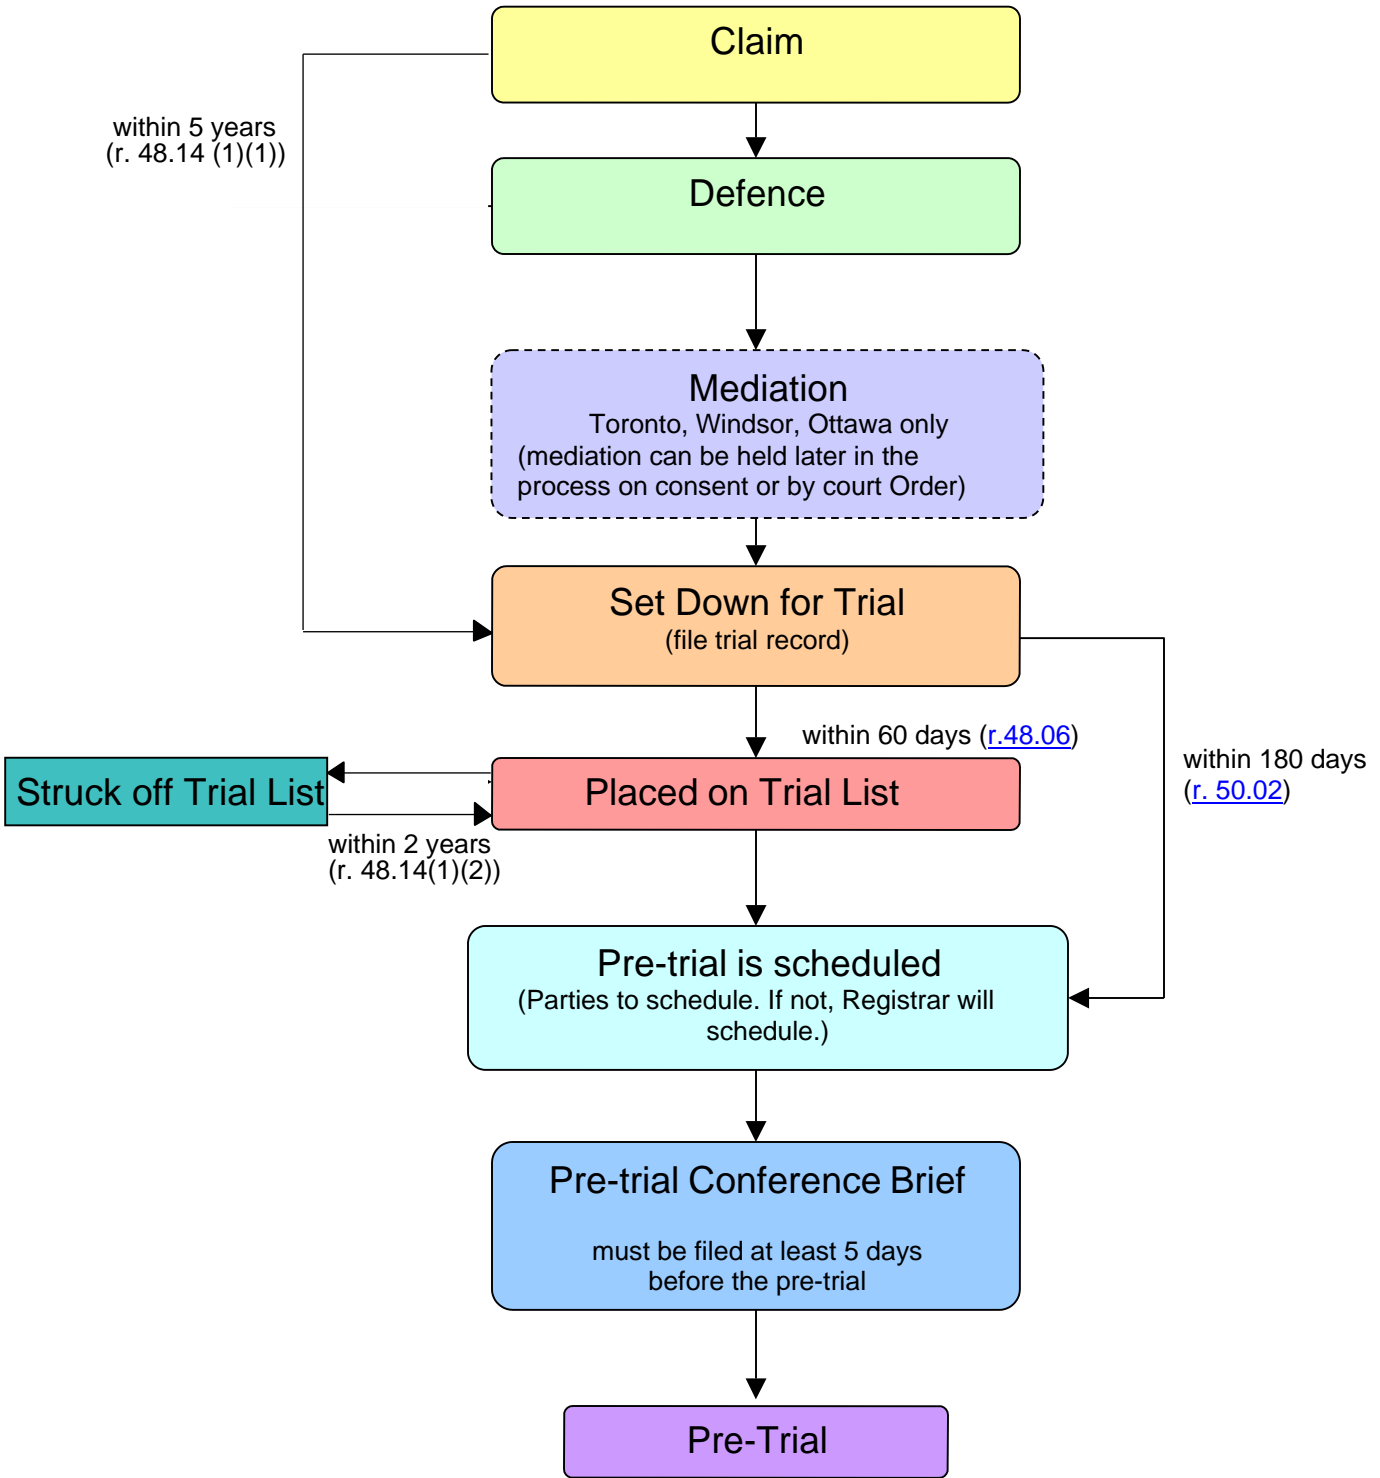 Claim
within 5 years
(r. 48.14 (1)(1))
Defence
Mediation
Toronto, Windsor, Ottawa only
(mediation can be held later in the
process on consent or by court Order)
Set Down for Trial
(file trial record)
within 60 days (r.48.06)
within 180 days
(r. 50.02)
Struck off Trial List
Placed on Trial List
within 2 years
(r. 48.14(1)(2))
Pre-trial is scheduled
(Parties to schedule. If not, Registrar will
schedule.)
Pre-trial Conference Brief
must be filed at least 5 days
before the pre-trial
Pre-Trial